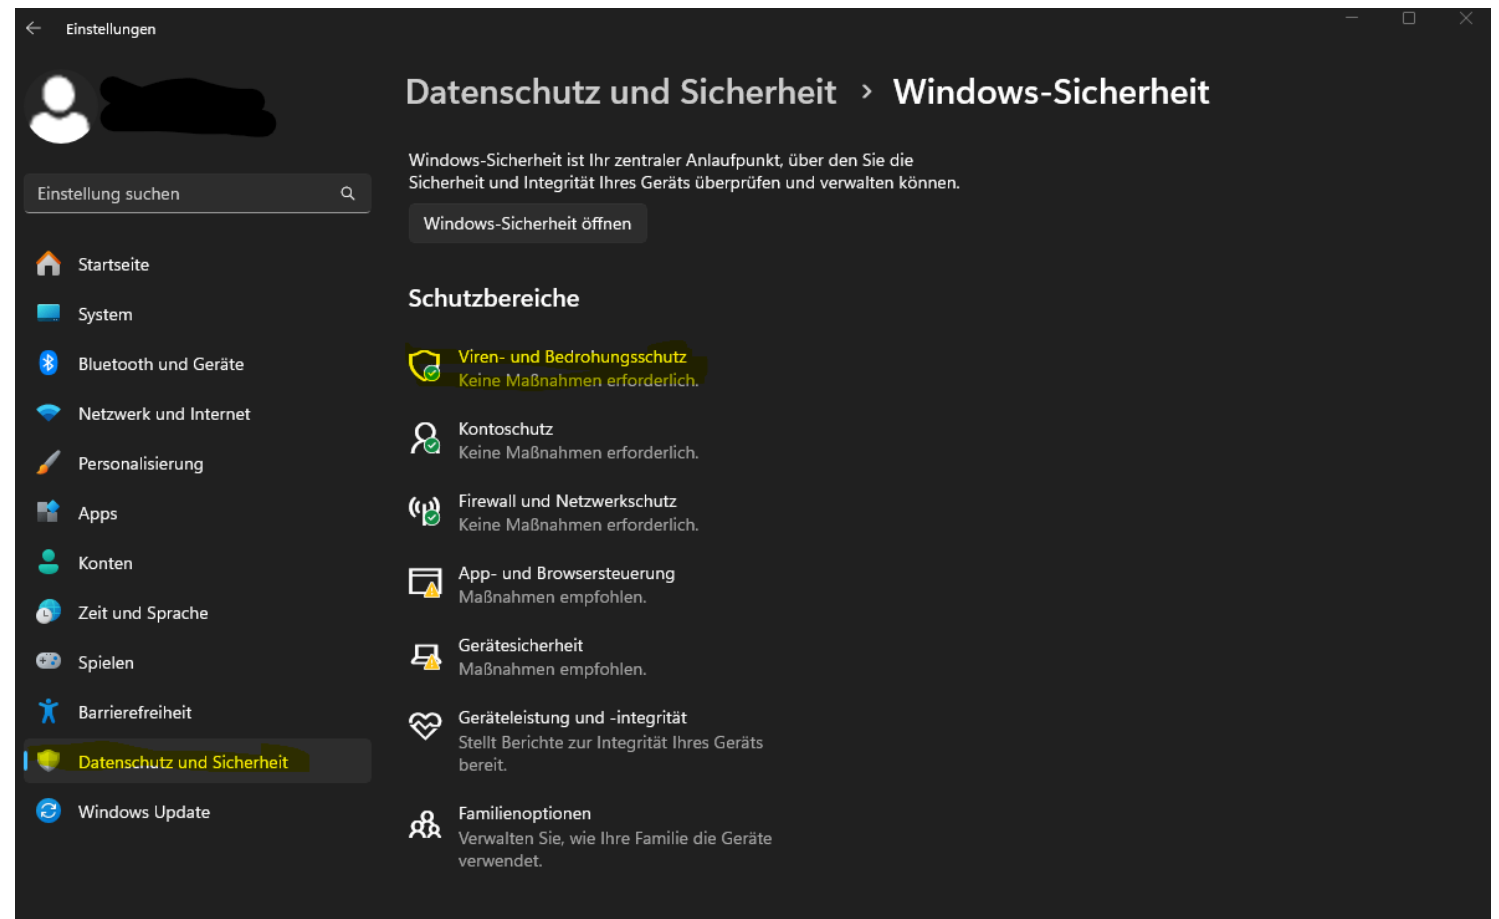 Einstellungen
Einstellung suchen
Startseite
System
Bluetooth und Geräte
Netzwerk und Internet
Personalisierung
Apps
Konten
Zeit und Sprache
Spielen
Barrierefreiheit
Datenschutz und Sicherheit
Windows Update
Datenschutz und Sicherheit > Windows-Sicherheit
Windows-Sicherheit ist Ihr zentraler Anlaufpunkt, über den Sie die
Sicherheit und Integrität Ihres Geräts überprüfen und verwalten können.
Windows-Sicherheit öffnen
Schutzbereiche
Viren- und Bedrohungsschutz
Keine Maßnahmen erforderlich.
Kontoschutz
Keine Maßnahmen erforderlich.
Firewall und Netzwerkschutz
Keine Maßnahmen erforderlich.
App- und Browsersteuerung
Maßnahmen empfohlen.
Gerätesicherheit
Maßnahmen empfohlen.
Geräteleistung und -integrität
Stellt Berichte zur Integrität Ihres Geräts
bereit.
Familienoptionen
Verwalten Sie, wie Ihre Familie die Geräte
verwendet.